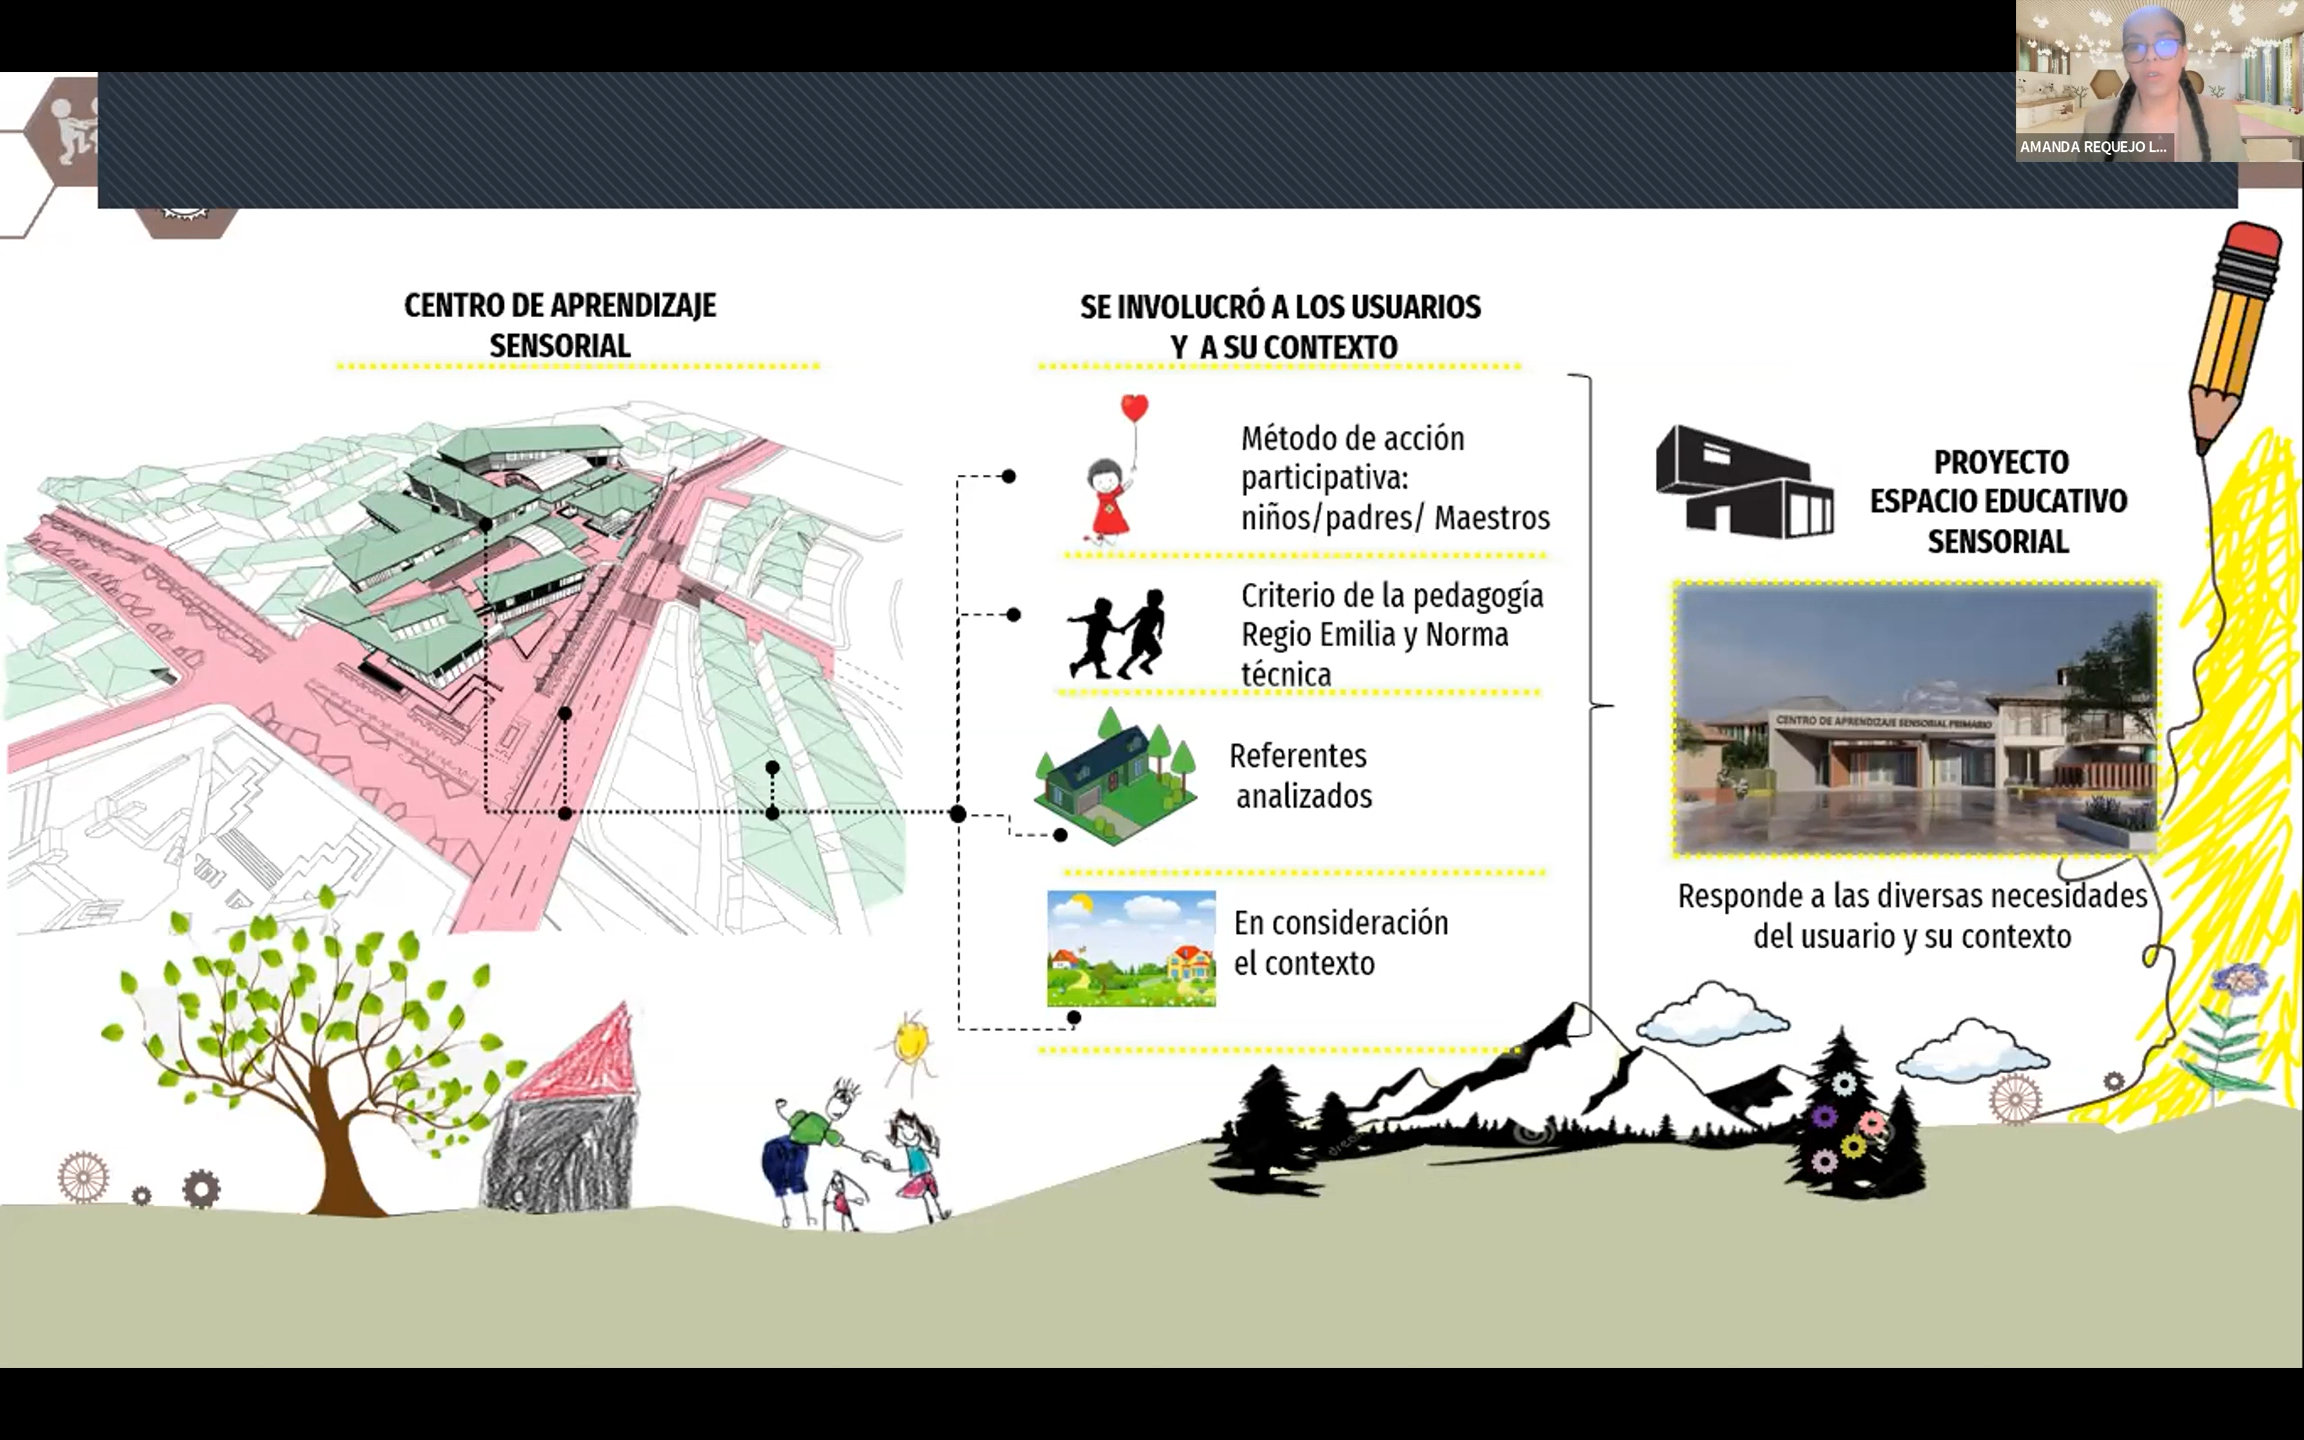 AMANDA REQUEJO L...
CENTRO DE APRENDIZAJE
SENSORIAL
SE INVOLUCRÓ A LOS USUARIOS
Y A SU CONTEXTO
Método de acción
participativa:
niños/padres/ Maestros
Criterio de la pedagogía
Regio Emilia y Norma
técnica
Referentes
analizados
En consideración
el contexto
PROYECTO
ESPACIO EDUCATIVO
SENSORIAL
CENTRO DE APRENDIZAJE SENSORIAL PRIMARIO
Responde a las diversas necesidades
del usuario y su contexto